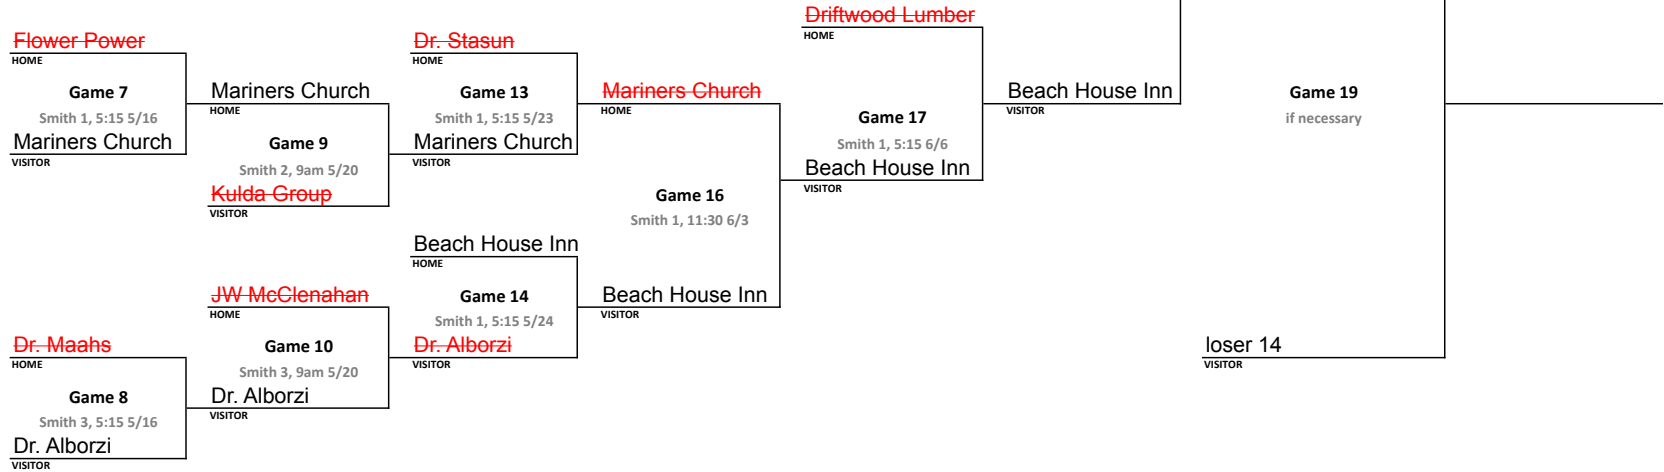 Driftwood Lumber
HOME
Flower Power
HOME
Dr. Stasun
HOME
Game 7
Mariners Church
HOME
Game 13
Mariners Church
HOME
Beach House Inn
VISITOR
Game 19
Smith 1, 5:15 5/16
Smith 1, 5:15 5/23
Game 17
if necessary
Mariners Church
VISITOR
Game 9
Mariners Church
VISITOR
Smith 1, 5:15 6/6
Smith 2, 9am 5/20
Beach House Inn
VISITOR
Kulda Group
VISITOR
Game 16
Smith 1, 11:30 6/3
Beach House Inn
HOME
JW McClenahan
HOME
Game 14
Beach House Inn
VISITOR
Smith 1, 5:15 5/24
Dr. Maahs
HOME
Game 10
Dr. Alborzi
VISITOR
loser 14
VISITOR
Smith 3, 9am 5/20
Game 8
Dr. Alborzi
VISITOR
Smith 3, 5:15 5/16
Dr. Alborzi
VISITOR